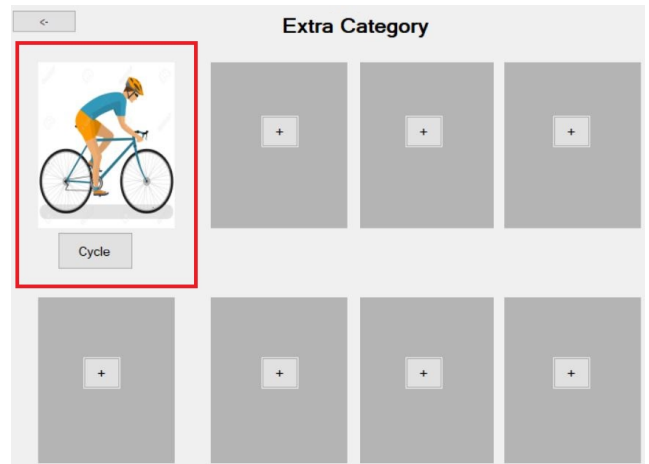 <-
Extra Category
+ + +
Cycle
+ + + +